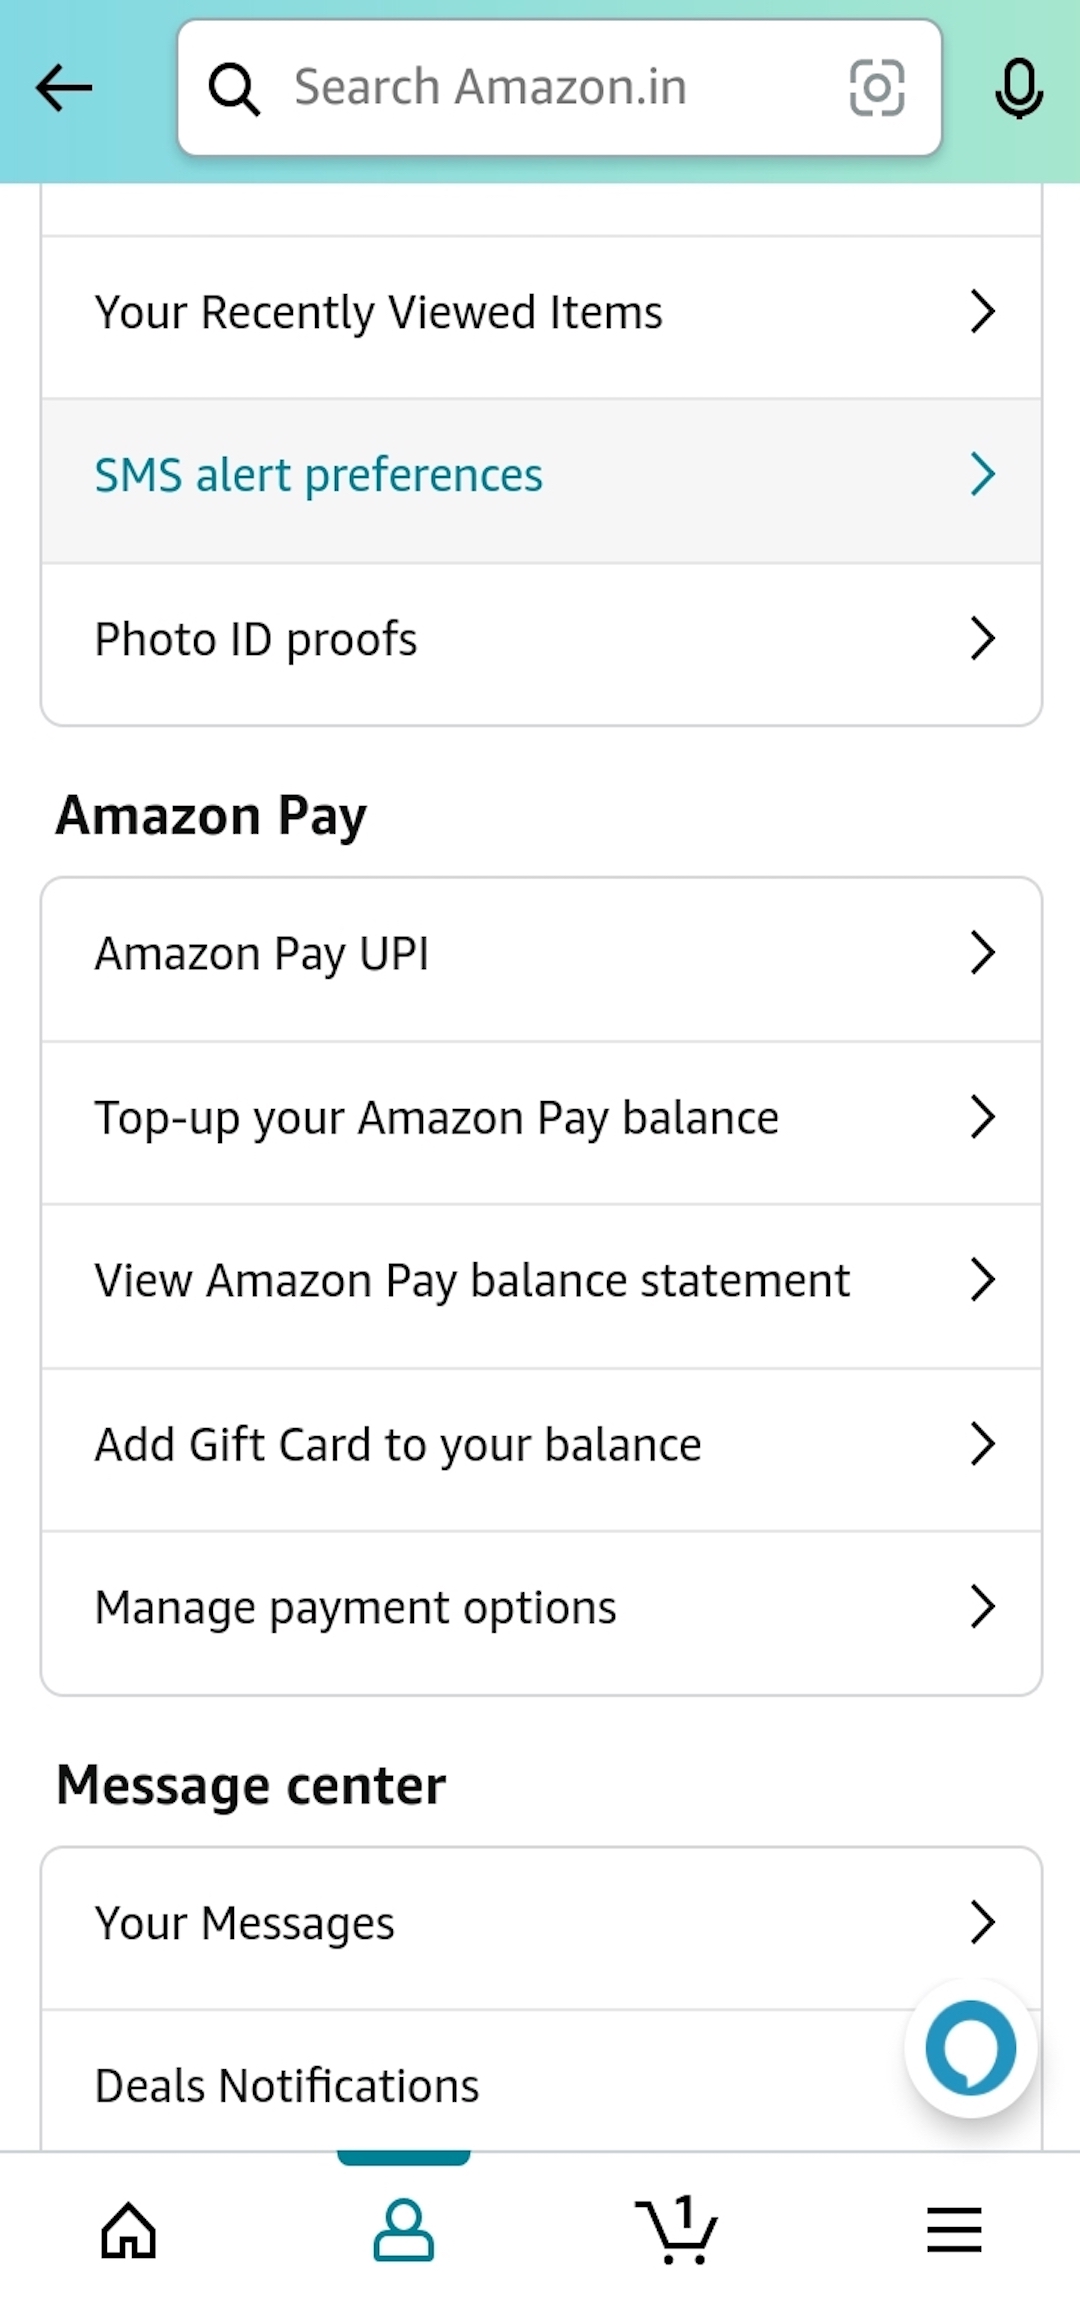 Search Amazon.in
Your Recently Viewed Items
SMS alert preferences
Photo ID proofs
Amazon Pay
Amazon Pay UPI
Top-up your Amazon Pay balance
View Amazon Pay balance statement
Add Gift Card to your balance
Manage payment options
Message center
Your Messages
Deals Notifications
1